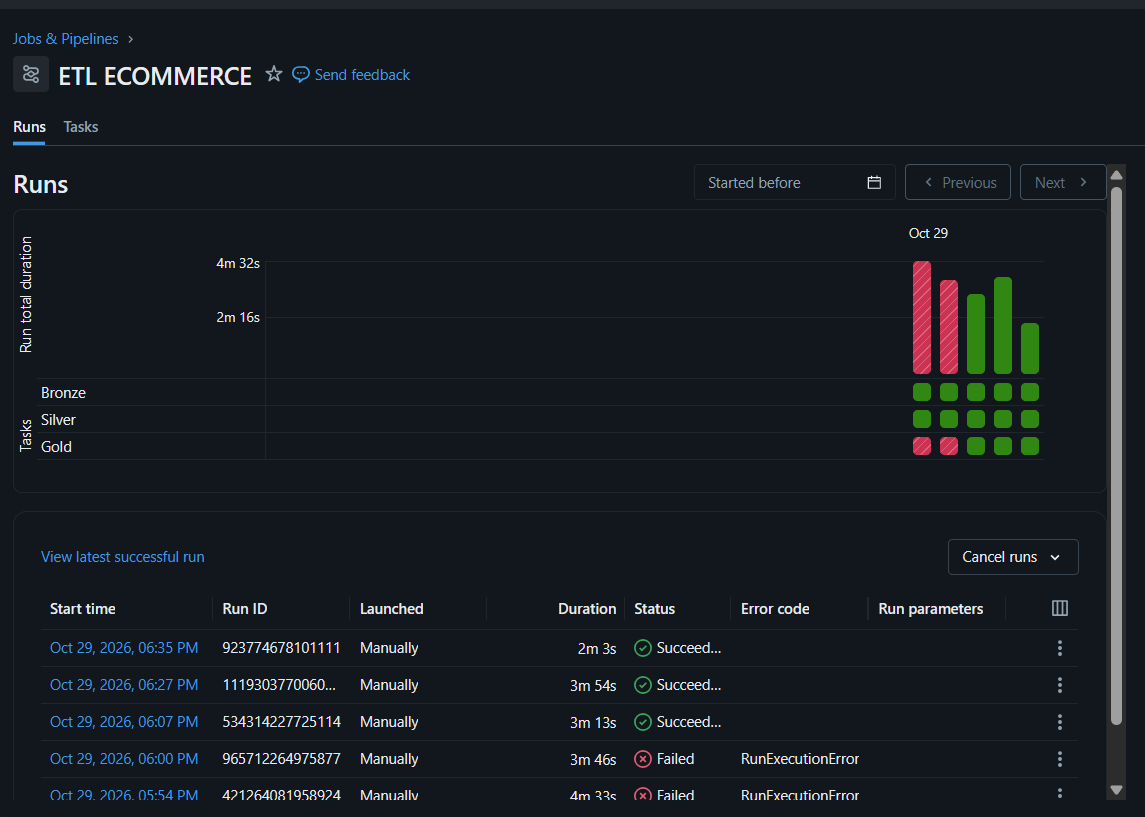 Jobs & Pipelines >
ETL ECOMMERCE Send feedback
Runs Tasks
Runs Started before Previous Next
Oct 29
Run total duration
4m 32s
2m 16s
Tasks
Bronze
Silver
Gold
View latest successful run Cancel runs
Start time Run ID Launched Duration Status Error code Run parameters
Oct 29, 2026, 06:35 PM 923774678101111 Manually 2m 3s Succeed...
Oct 29, 2026, 06:27 PM 1119303770060... Manually 3m 54s Succeed...
Oct 29, 2026, 06:07 PM 534314227725114 Manually 3m 13s Succeed...
Oct 29, 2026, 06:00 PM 965712264975877 Manually 3m 46s Failed RunExecutionError
Oct 29, 2026, 05:54 PM 421264081958924 Manually 4m 33s Failed RunExecutionError